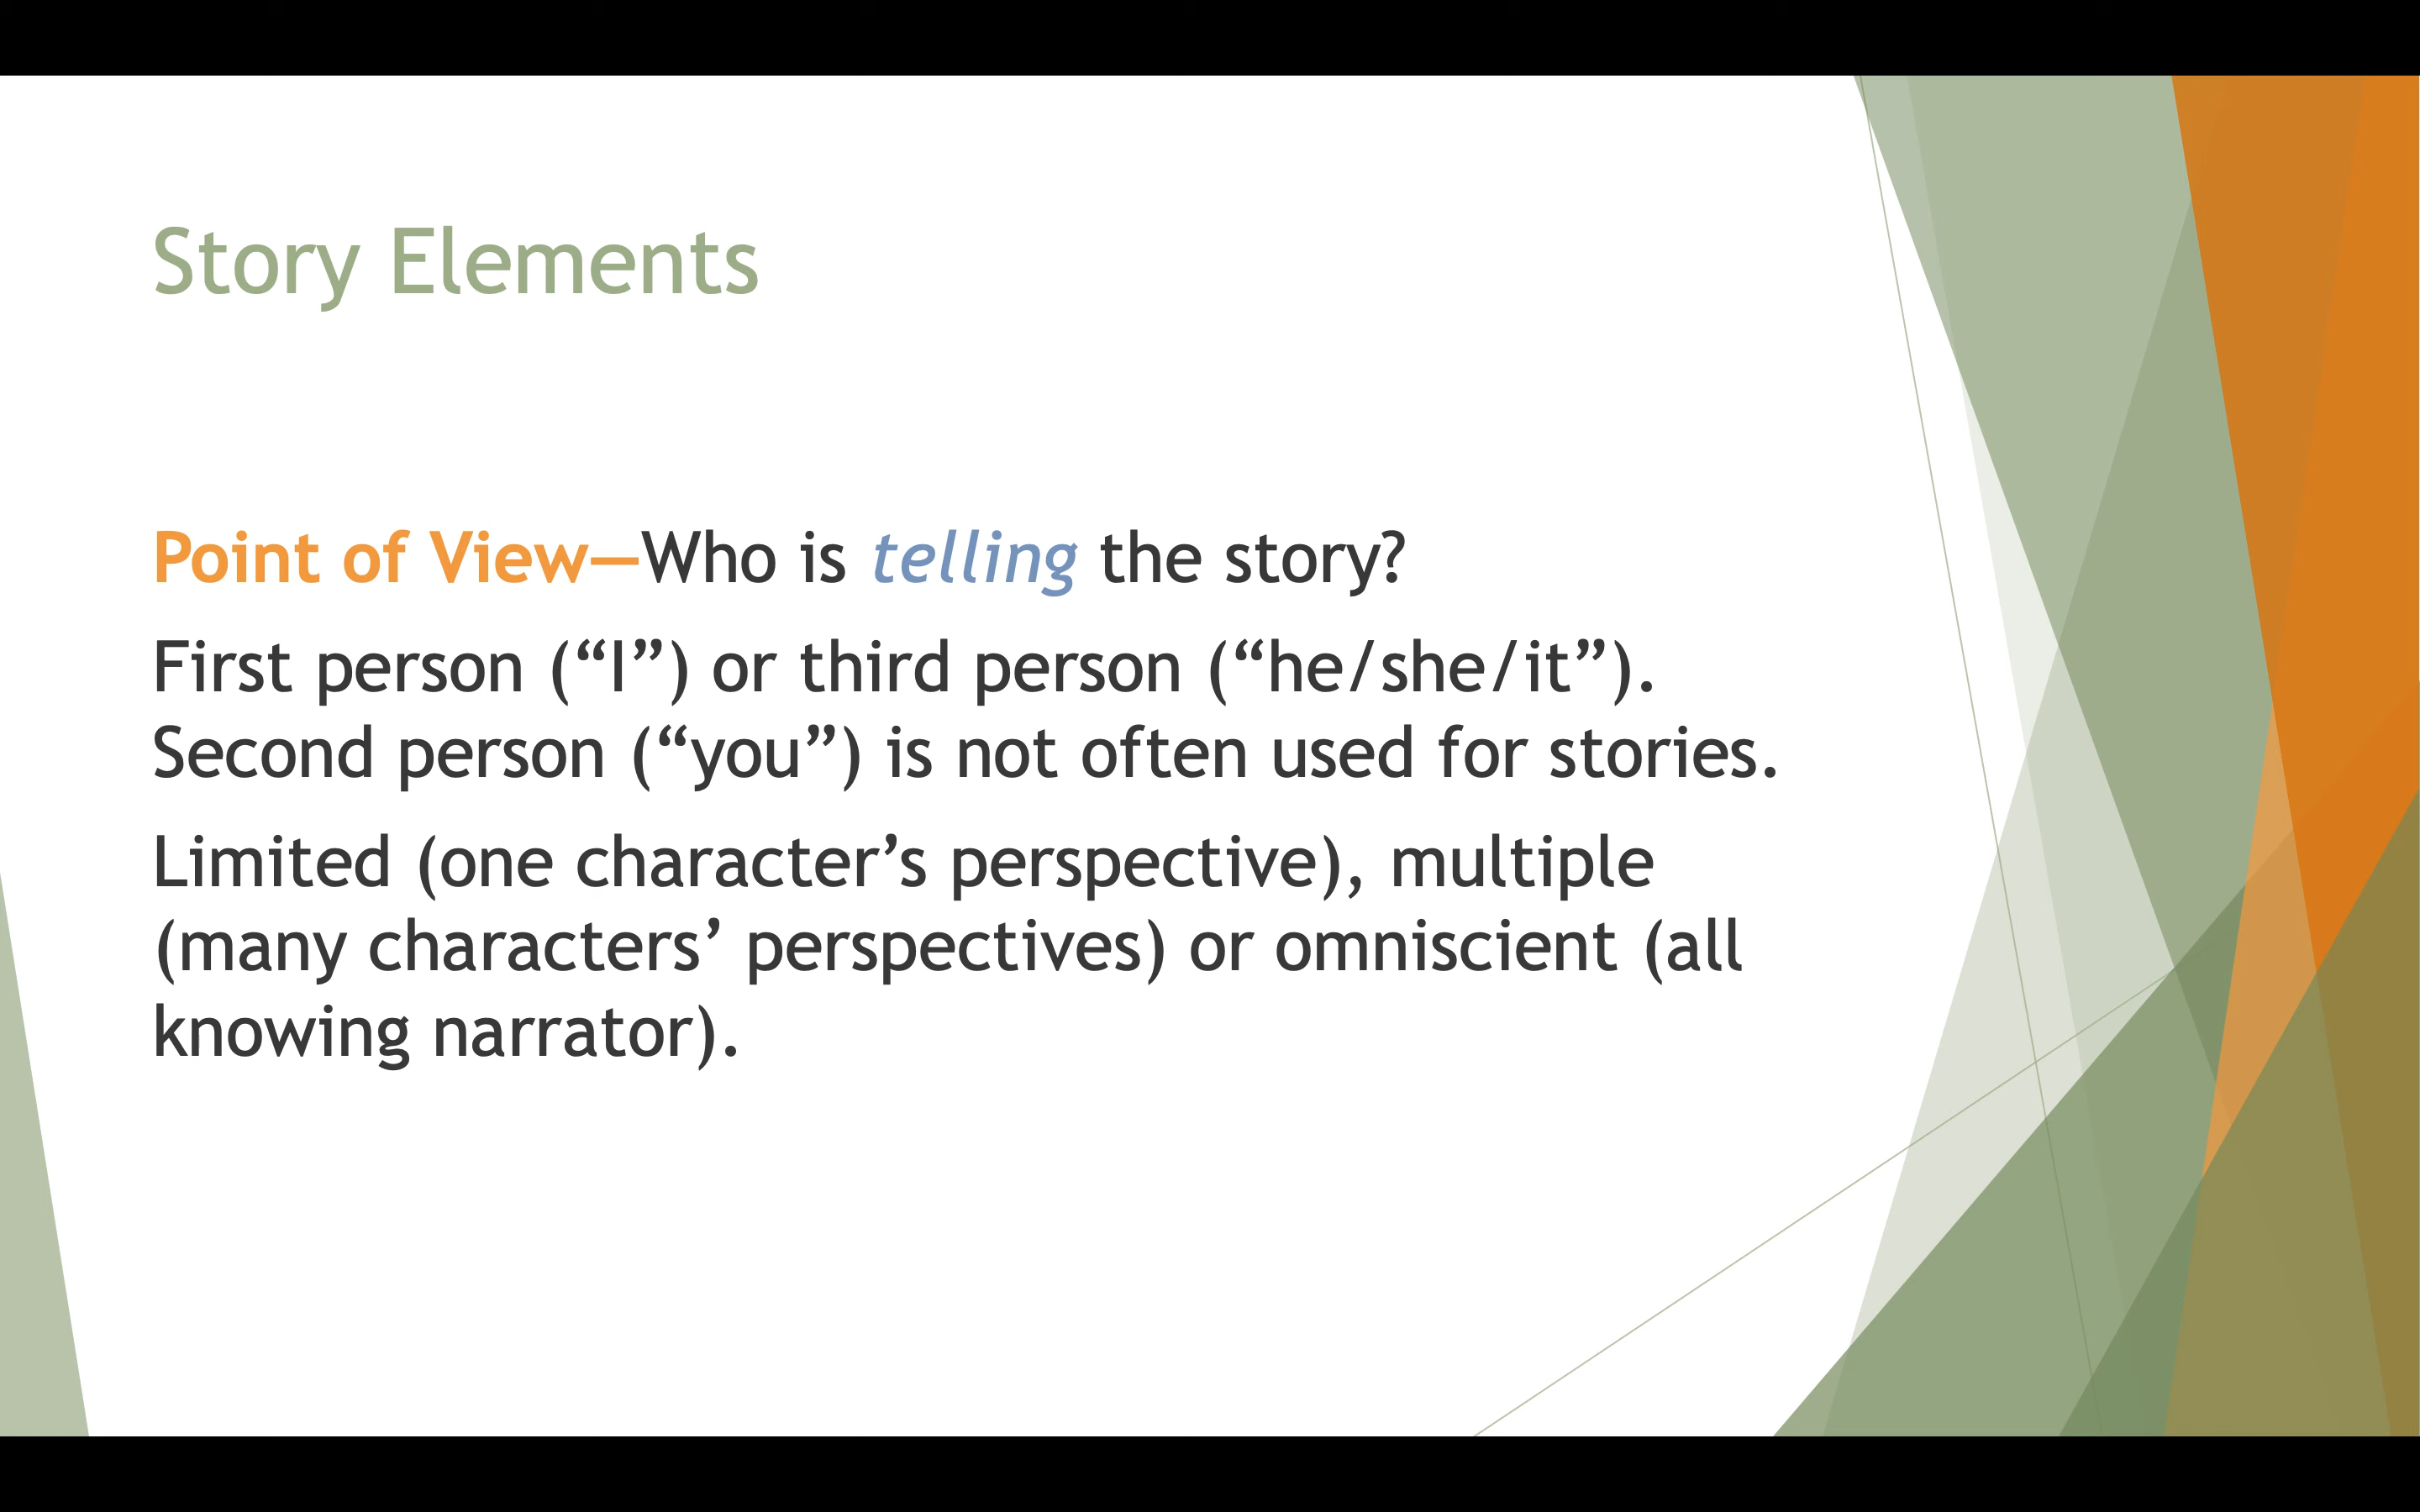 Story Elements
Point of View—Who is telling the story?
First person (“I”) or third person (“he/she/it”).
Second person (“you”) is not often used for stories.
Limited (one character’s perspective), multiple
(many characters’ perspectives) or omniscient (all
knowing narrator).